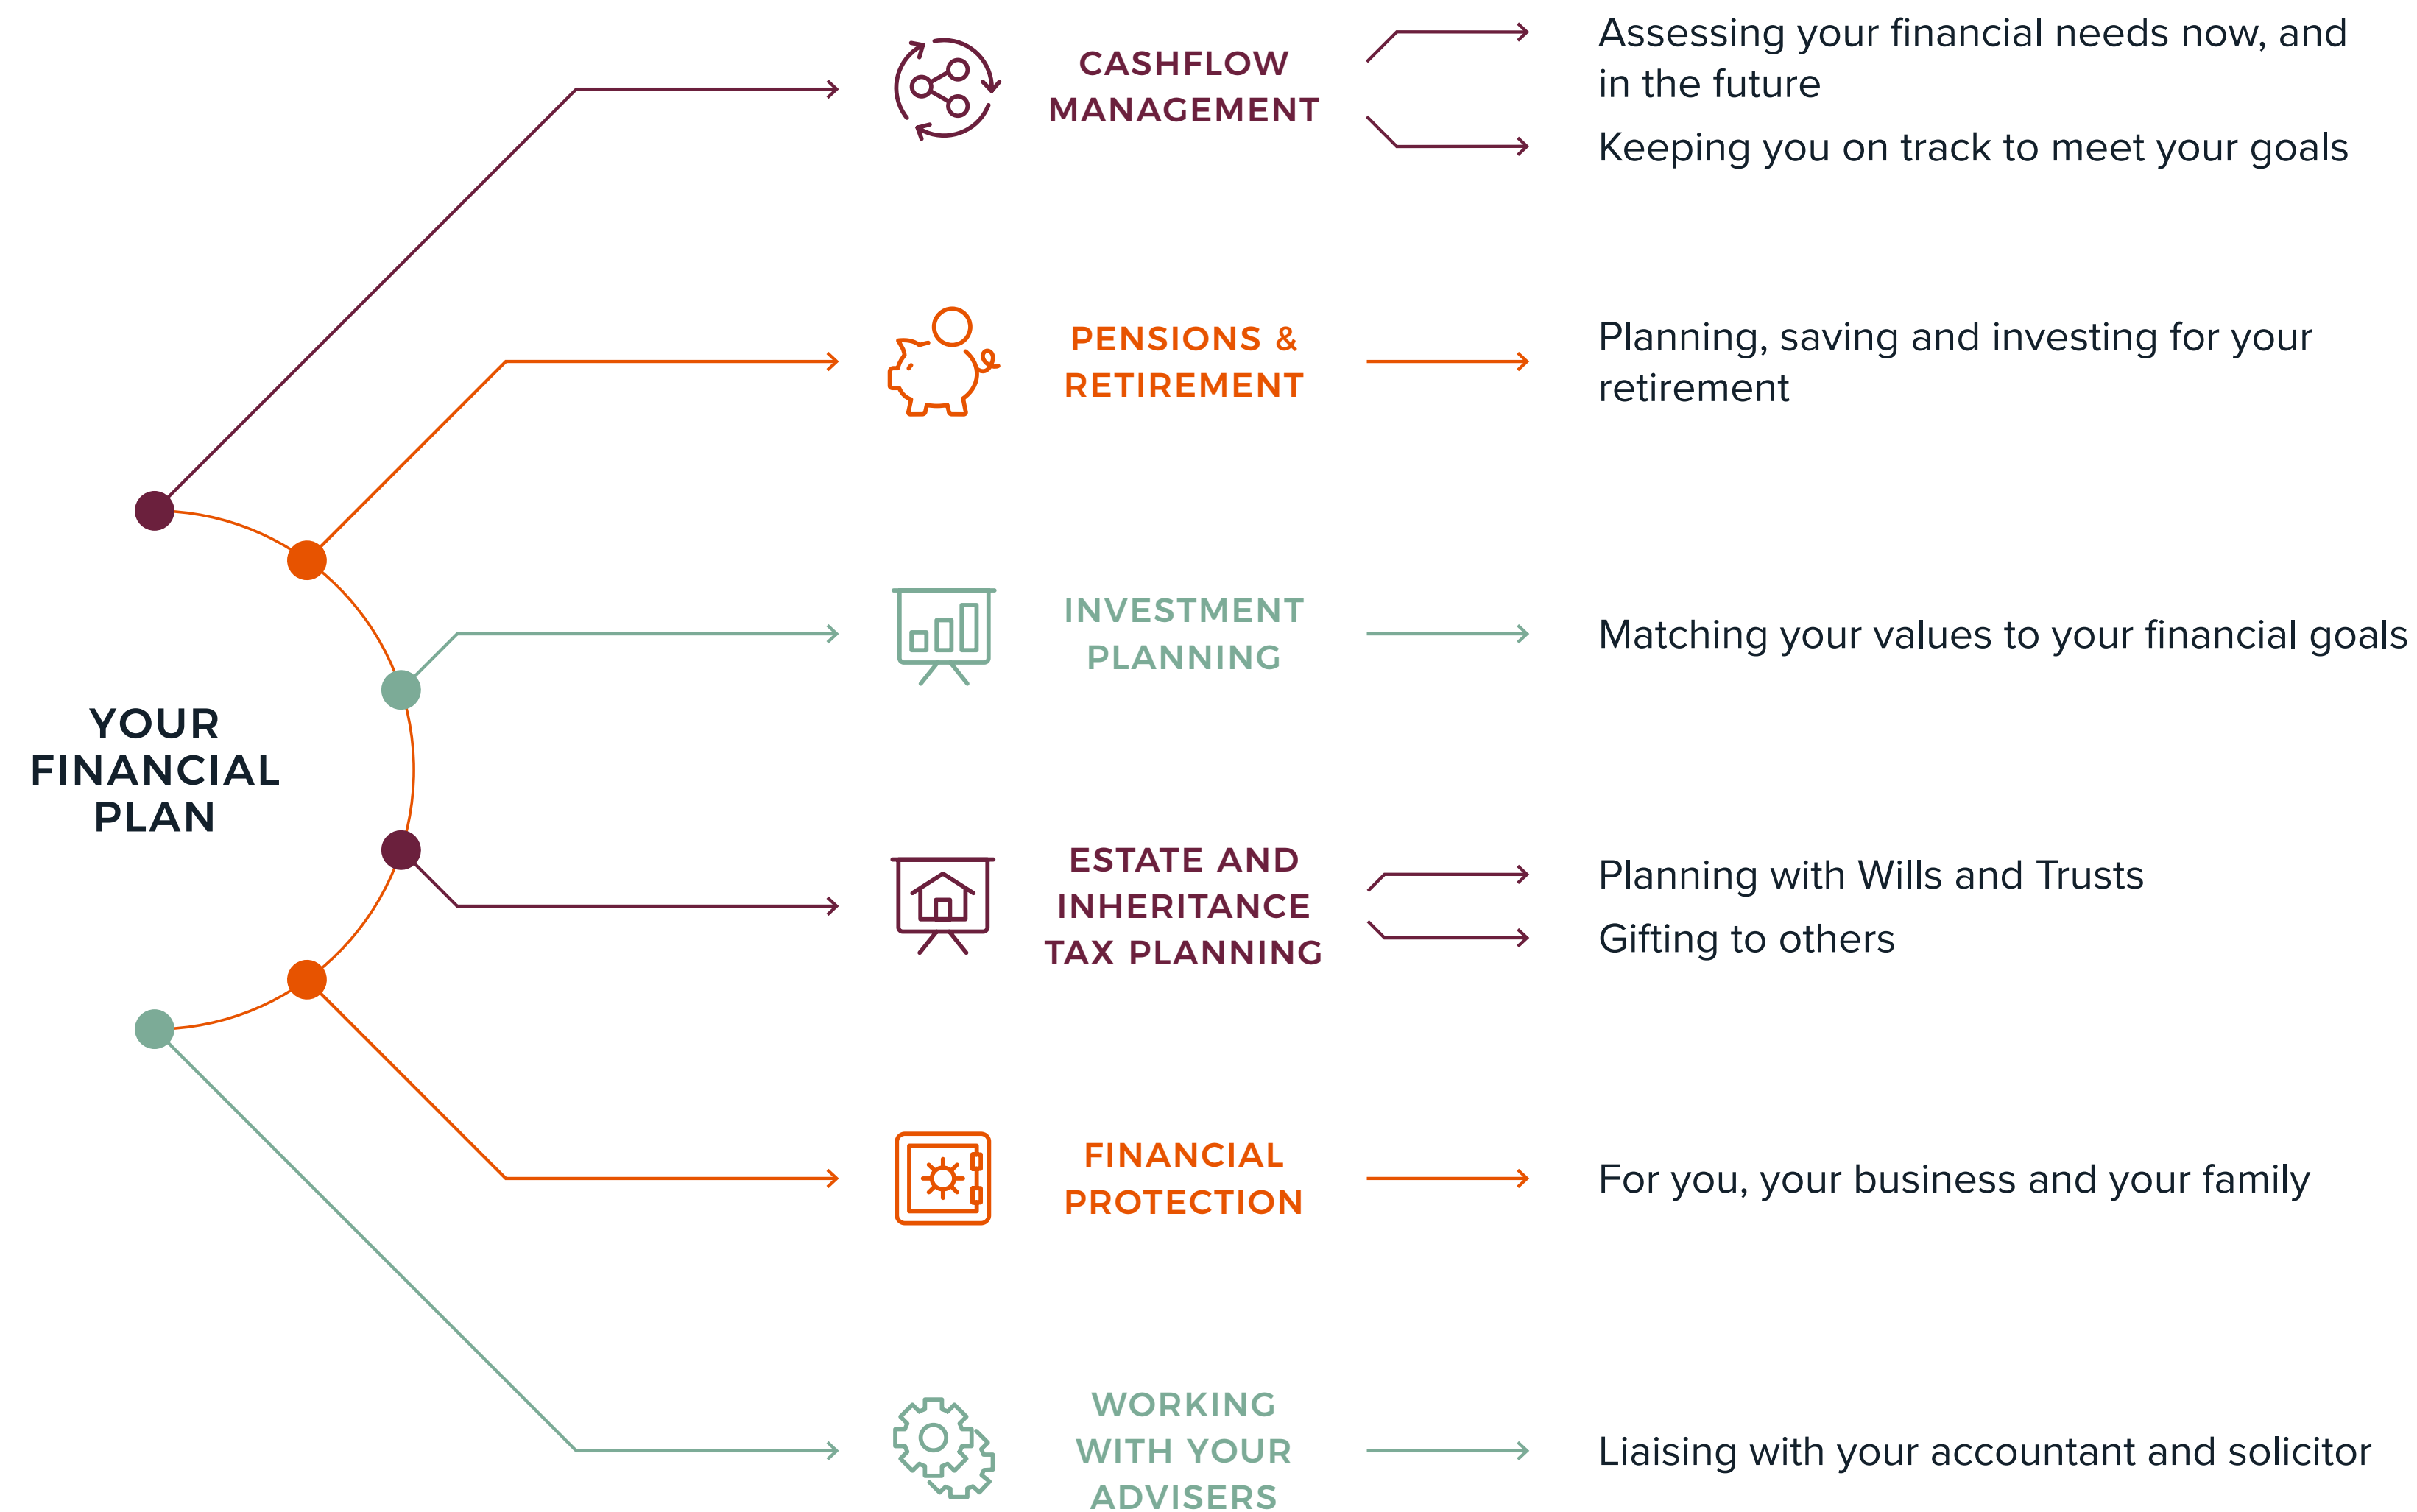 YOUR
FINANCIAL
PLAN
CASHFLOW
MANAGEMENT
Assessing your financial needs now, and
in the future
Keeping you on track to meet your goals
PENSIONS &
RETIREMENT
Planning, saving and investing for your
retirement
INVESTMENT
PLANNING
Matching your values to your financial goals
ESTATE AND
INHERITANCE
TAX PLANNING
Planning with Wills and Trusts
Gifting to others
FINANCIAL
PROTECTION
For you, your business and your family
WORKING
WITH YOUR
ADVISERS
Liaising with your accountant and solicitor